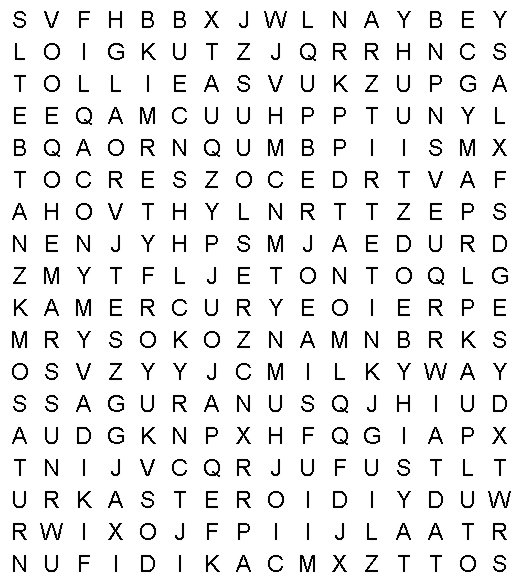 S V F H B B X J W L N A Y B E Y
L O I G K U T Z J Q R R H N C S
T O L L I E A S V U K Z U P G A
E E Q A M C U U H P P T U N Y L
B Q A O R N Q U M B P I I S M X
T O C R E S Z O C E D R T V A F
A H O V T H Y L N R T T Z E P S
N E N J Y H P S M J A E D U R D
Z M Y T F L J E T O N T O Q L G
K A M E R C U R Y E O I E R P E
M R Y S O K O Z N A M N B R K S
O S V Z Y Y J C M I L K Y W A Y
S S A G U R A N U S Q J H I U D
A U D G K N P X H F Q G I A P X
T N I J V C Q R J U F U S T L T
U R K A S T E R O I D I Y D U W
R W I X O J F P I I J L A A T R
N U F I D I K A C M X Z T T O S